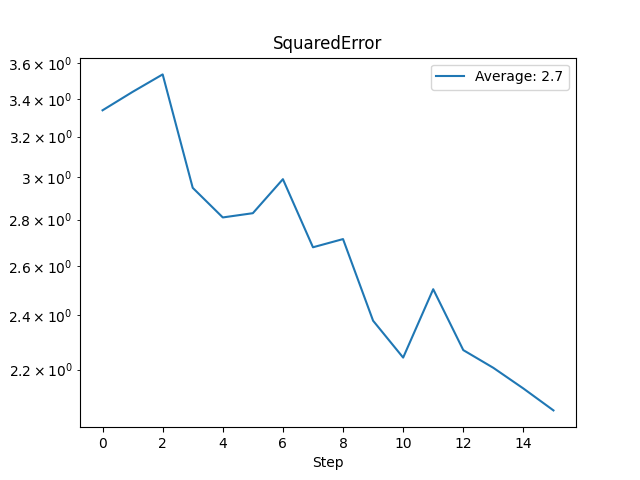 SquaredError
Average: 2.7
3.6 × 10⁰
3.4 × 10⁰
3.2 × 10⁰
3 × 10⁰
2.8 × 10⁰
2.6 × 10⁰
2.4 × 10⁰
2.2 × 10⁰
0 2 4 6 8 10 12 14
Step